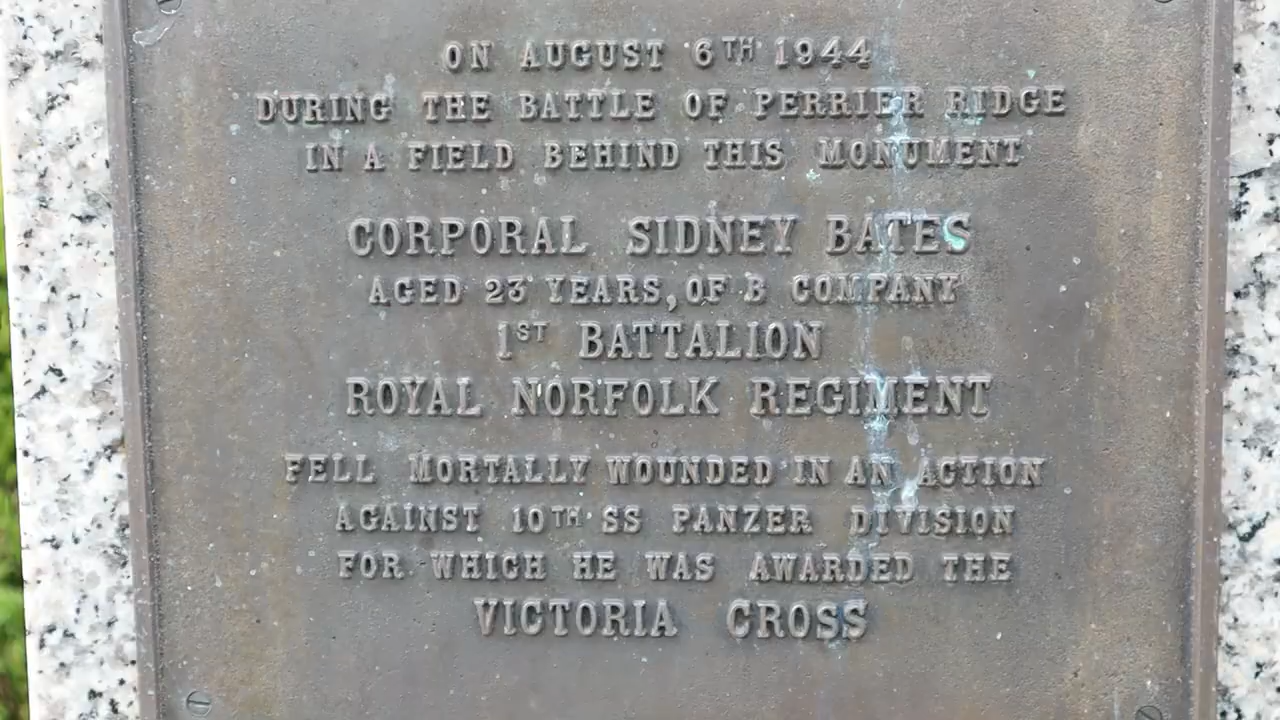 ON AUGUST 6TH 1944
DURING THE BATTLE OF PERRIER RIDGE
IN A FIELD BEHIND THIS MONUMENT
CORPORAL SIDNEY BATES
AGED 23 YEARS, OF B COMPANY
1ST BATTALION
ROYAL NORFOLK REGIMENT
FELL MORTALLY WOUNDED IN AN ACTION
AGAINST 10TH SS PANZER DIVISION
FOR WHICH HE WAS AWARDED THE
VICTORIA CROSS